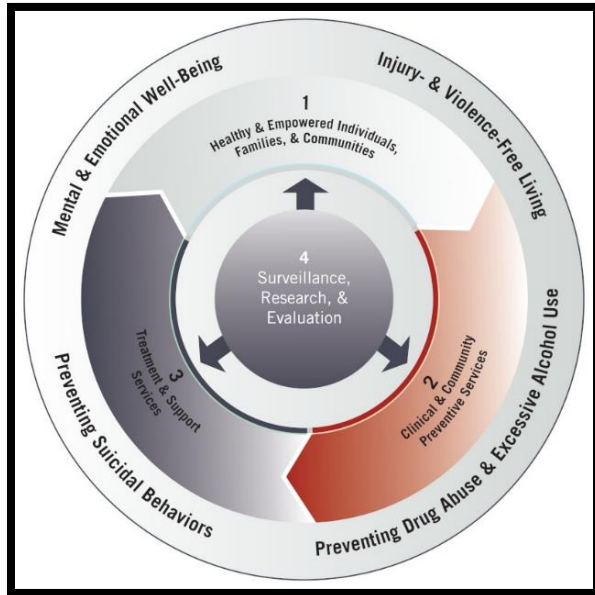 Mental & Emotional Well-Being
Injury- & Violence-Free Living
1
Healthy & Empowered Individuals,
Families, & Communities
4
Surveillance,
Research, &
Evaluation
3
Treatment & Support
Services
2
Clinical & Community
Preventive Services
Preventing Suicidal Behaviors
Preventing Drug Abuse & Excessive Alcohol Use